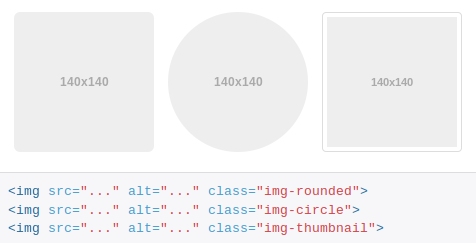 140x140 140x140 140x140
<img src="..." alt="..." class="img-rounded">
<img src="..." alt="..." class="img-circle">
<img src="..." alt="..." class="img-thumbnail">